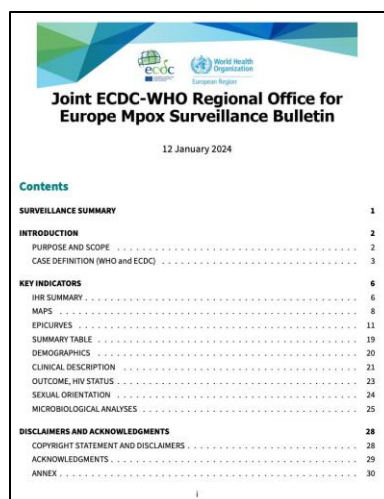 ecdc
World Health
Organization
European Region
Joint ECDC-WHO Regional Office for
Europe Mpox Surveillance Bulletin
12 January 2024
Contents
SURVEILLANCE SUMMARY 1
INTRODUCTION 2
PURPOSE AND SCOPE . . . . . . . . . . . . . . . . . . . . 2
CASE DEFINITION (WHO and ECDC) . . . . . . . . . . . . . . . . . . . . 3
KEY INDICATORS 6
IHR SUMMARY . . . . . . . . . . . . . . . . . . . . 6
MAPS . . . . . . . . . . . . . . . . . . . . 8
EPICURVES . . . . . . . . . . . . . . . . . . . . 11
SUMMARY TABLE . . . . . . . . . . . . . . . . . . . . 19
DEMOGRAPHICS . . . . . . . . . . . . . . . . . . . . 20
CLINICAL DESCRIPTION . . . . . . . . . . . . . . . . . . . . 21
OUTCOME, HIV STATUS . . . . . . . . . . . . . . . . . . . . 23
SEXUAL ORIENTATION . . . . . . . . . . . . . . . . . . . . 24
MICROBIOLOGICAL ANALYSES . . . . . . . . . . . . . . . . . . . . 25
DISCLAIMERS AND ACKNOWLEDGMENTS 28
COPYRIGHT STATEMENT AND DISCLAIMERS . . . . . . . . . . . . . . . . . . . . 28
ACKNOWLEDGMENTS . . . . . . . . . . . . . . . . . . . . 29
ANNEX . . . . . . . . . . . . . . . . . . . . 30
i